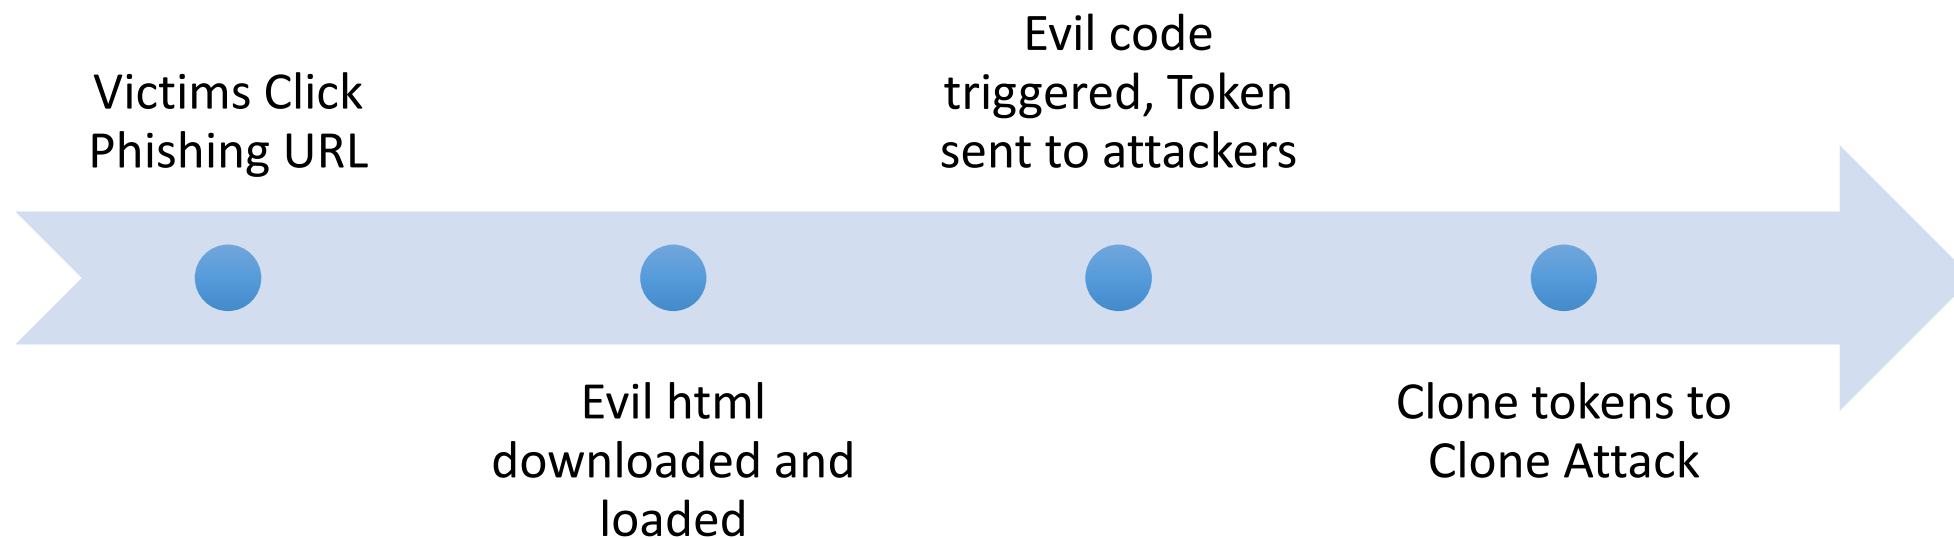 Victims Click
Phishing URL
Evil html
downloaded and
loaded
Evil code
triggered, Token
sent to attackers
Clone tokens to
Clone Attack